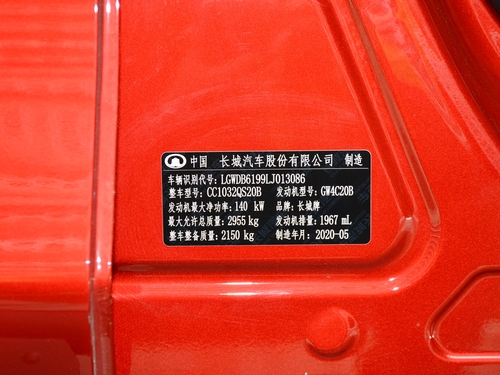 中国 长城汽车股份有限公司 制造
车辆识别代号: LGWDB6199LJ013086
整车型号: CC1032QS20B 发动机型号: GW4C20B
发动机最大净功率: 140 kW 品牌: 长城牌
最大允许总质量: 2955 kg 发动机排量: 1967 mL
整车整备质量: 2150 kg 制造年月: 2020-05